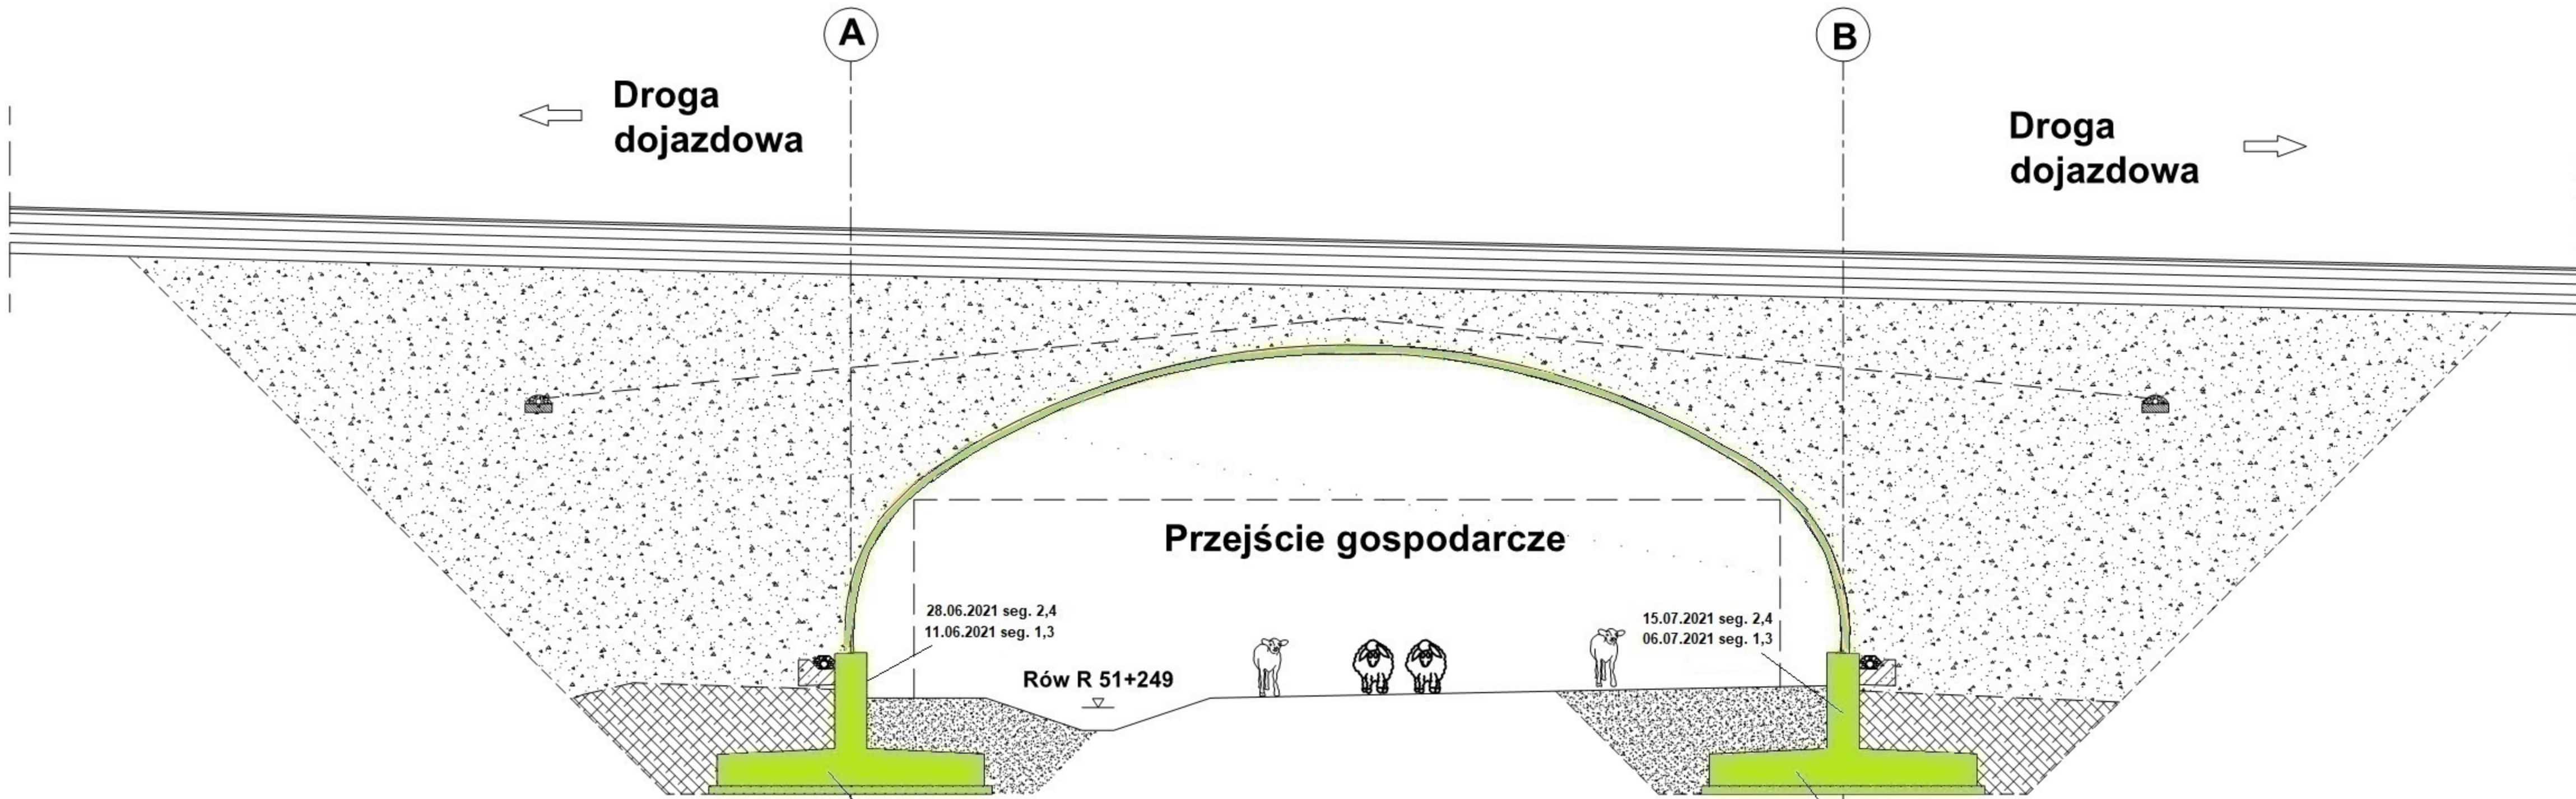 A
B
Droga
dojazdowa
Droga
dojazdowa
Przejście gospodarcze
28.06.2021 seg. 2,4
11.06.2021 seg. 1,3
15.07.2021 seg. 2,4
06.07.2021 seg. 1,3
Rów R 51+249